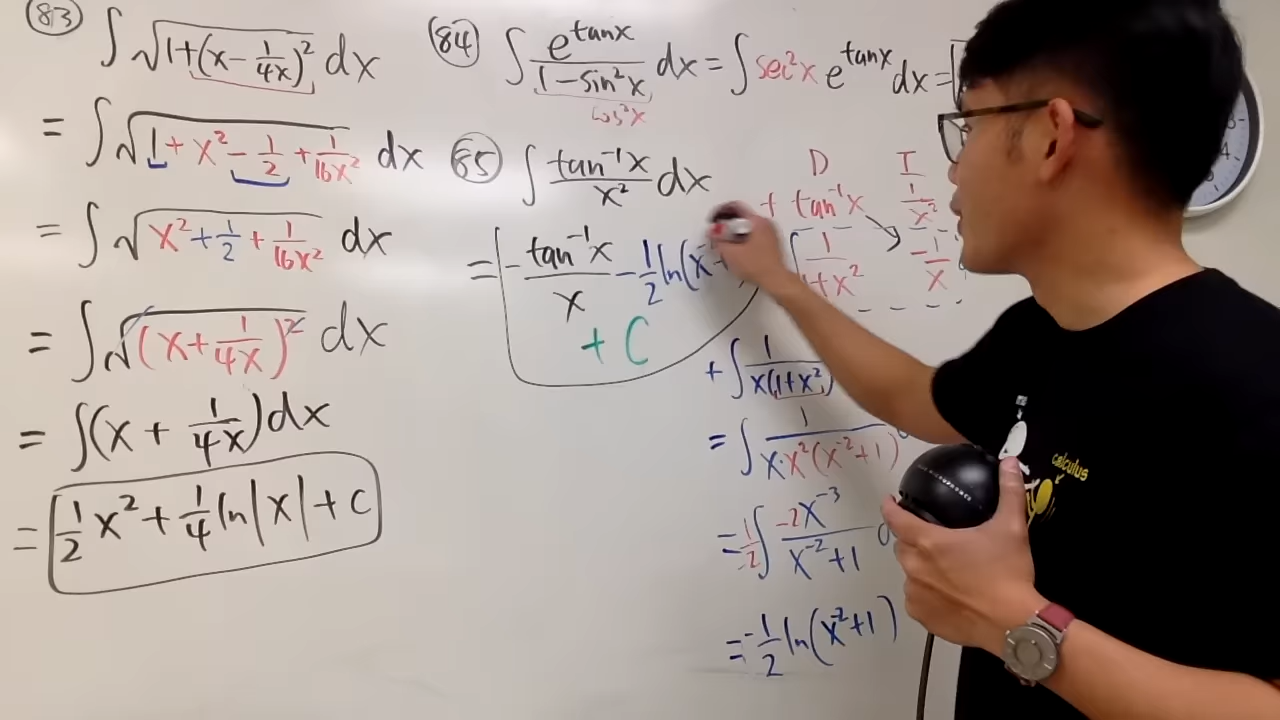 (83) ∫ √(1+(x-1/(4x))²) dx
= ∫ √(1+x²-1/2+1/(16x²)) dx
= ∫ √(x²+1/2+1/(16x²)) dx
= ∫ √((x+1/(4x))²) dx
= ∫(x+1/(4x))dx
= 1/2 x²+1/4 ln|x|+C
(84) ∫ e^(tanx)/(1-sin²x) dx = ∫ sec²x e^(tanx) dx =
cos²x
(85) ∫ tan⁻¹x/x² dx
= -tan⁻¹x/x - 1/2 ln(x
+ C
D I
+ tan⁻¹x 1/x²
∫ 1/(1+x²) -1/x
+∫ 1/(x(1+x²))
= ∫ 1/(x·x²(x⁻²+1))
= -1/2 ∫ -2x⁻³/(x⁻²+1)
= -1/2 ln(x⁻²+1)
calculus